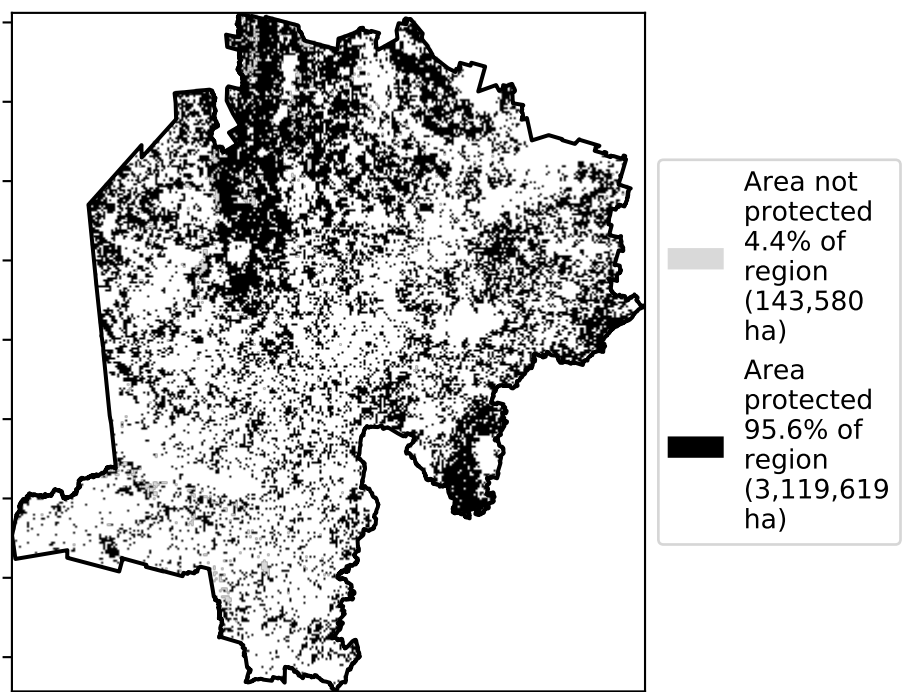 Area not
protected
4.4% of
region
(143,580
ha)
Area
protected
95.6% of
region
(3,119,619
ha)